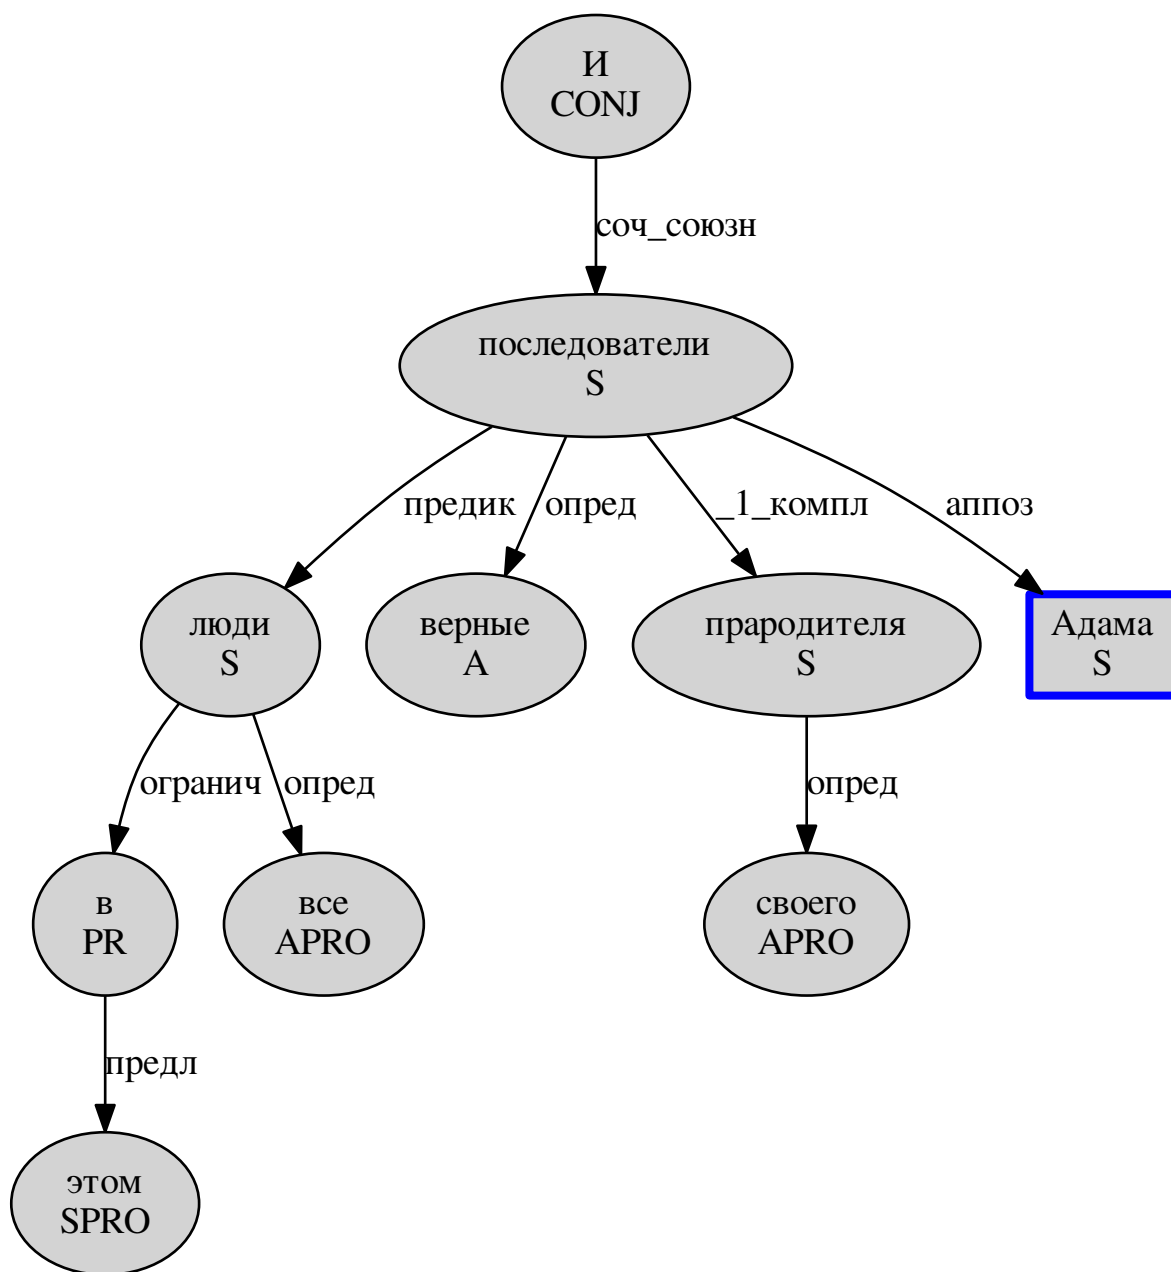 И
CONJ
соч_союзн
последователи
S
предик
опред
_1_компл
аппоз
люди
S
верные
A
прародителя
S
Адама
S
огранич
опред
опред
в
PR
все
APRO
своего
APRO
предл
этом
SPRO